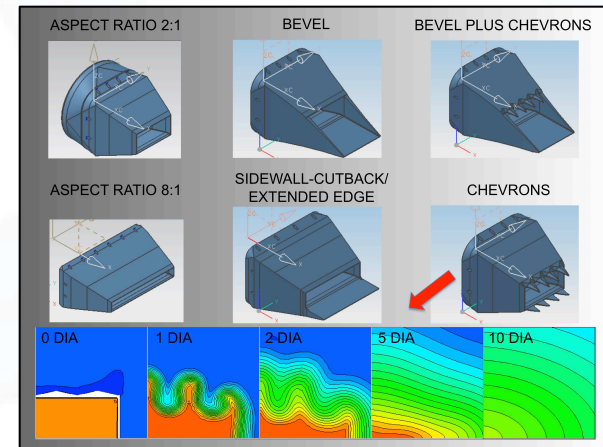 ASPECT RATIO 2:1
BEVEL
BEVEL PLUS CHEVRONS
ASPECT RATIO 8:1
SIDEWALL-CUTBACK/
EXTENDED EDGE
CHEVRONS
0 DIA
1 DIA
2 DIA
5 DIA
10 DIA